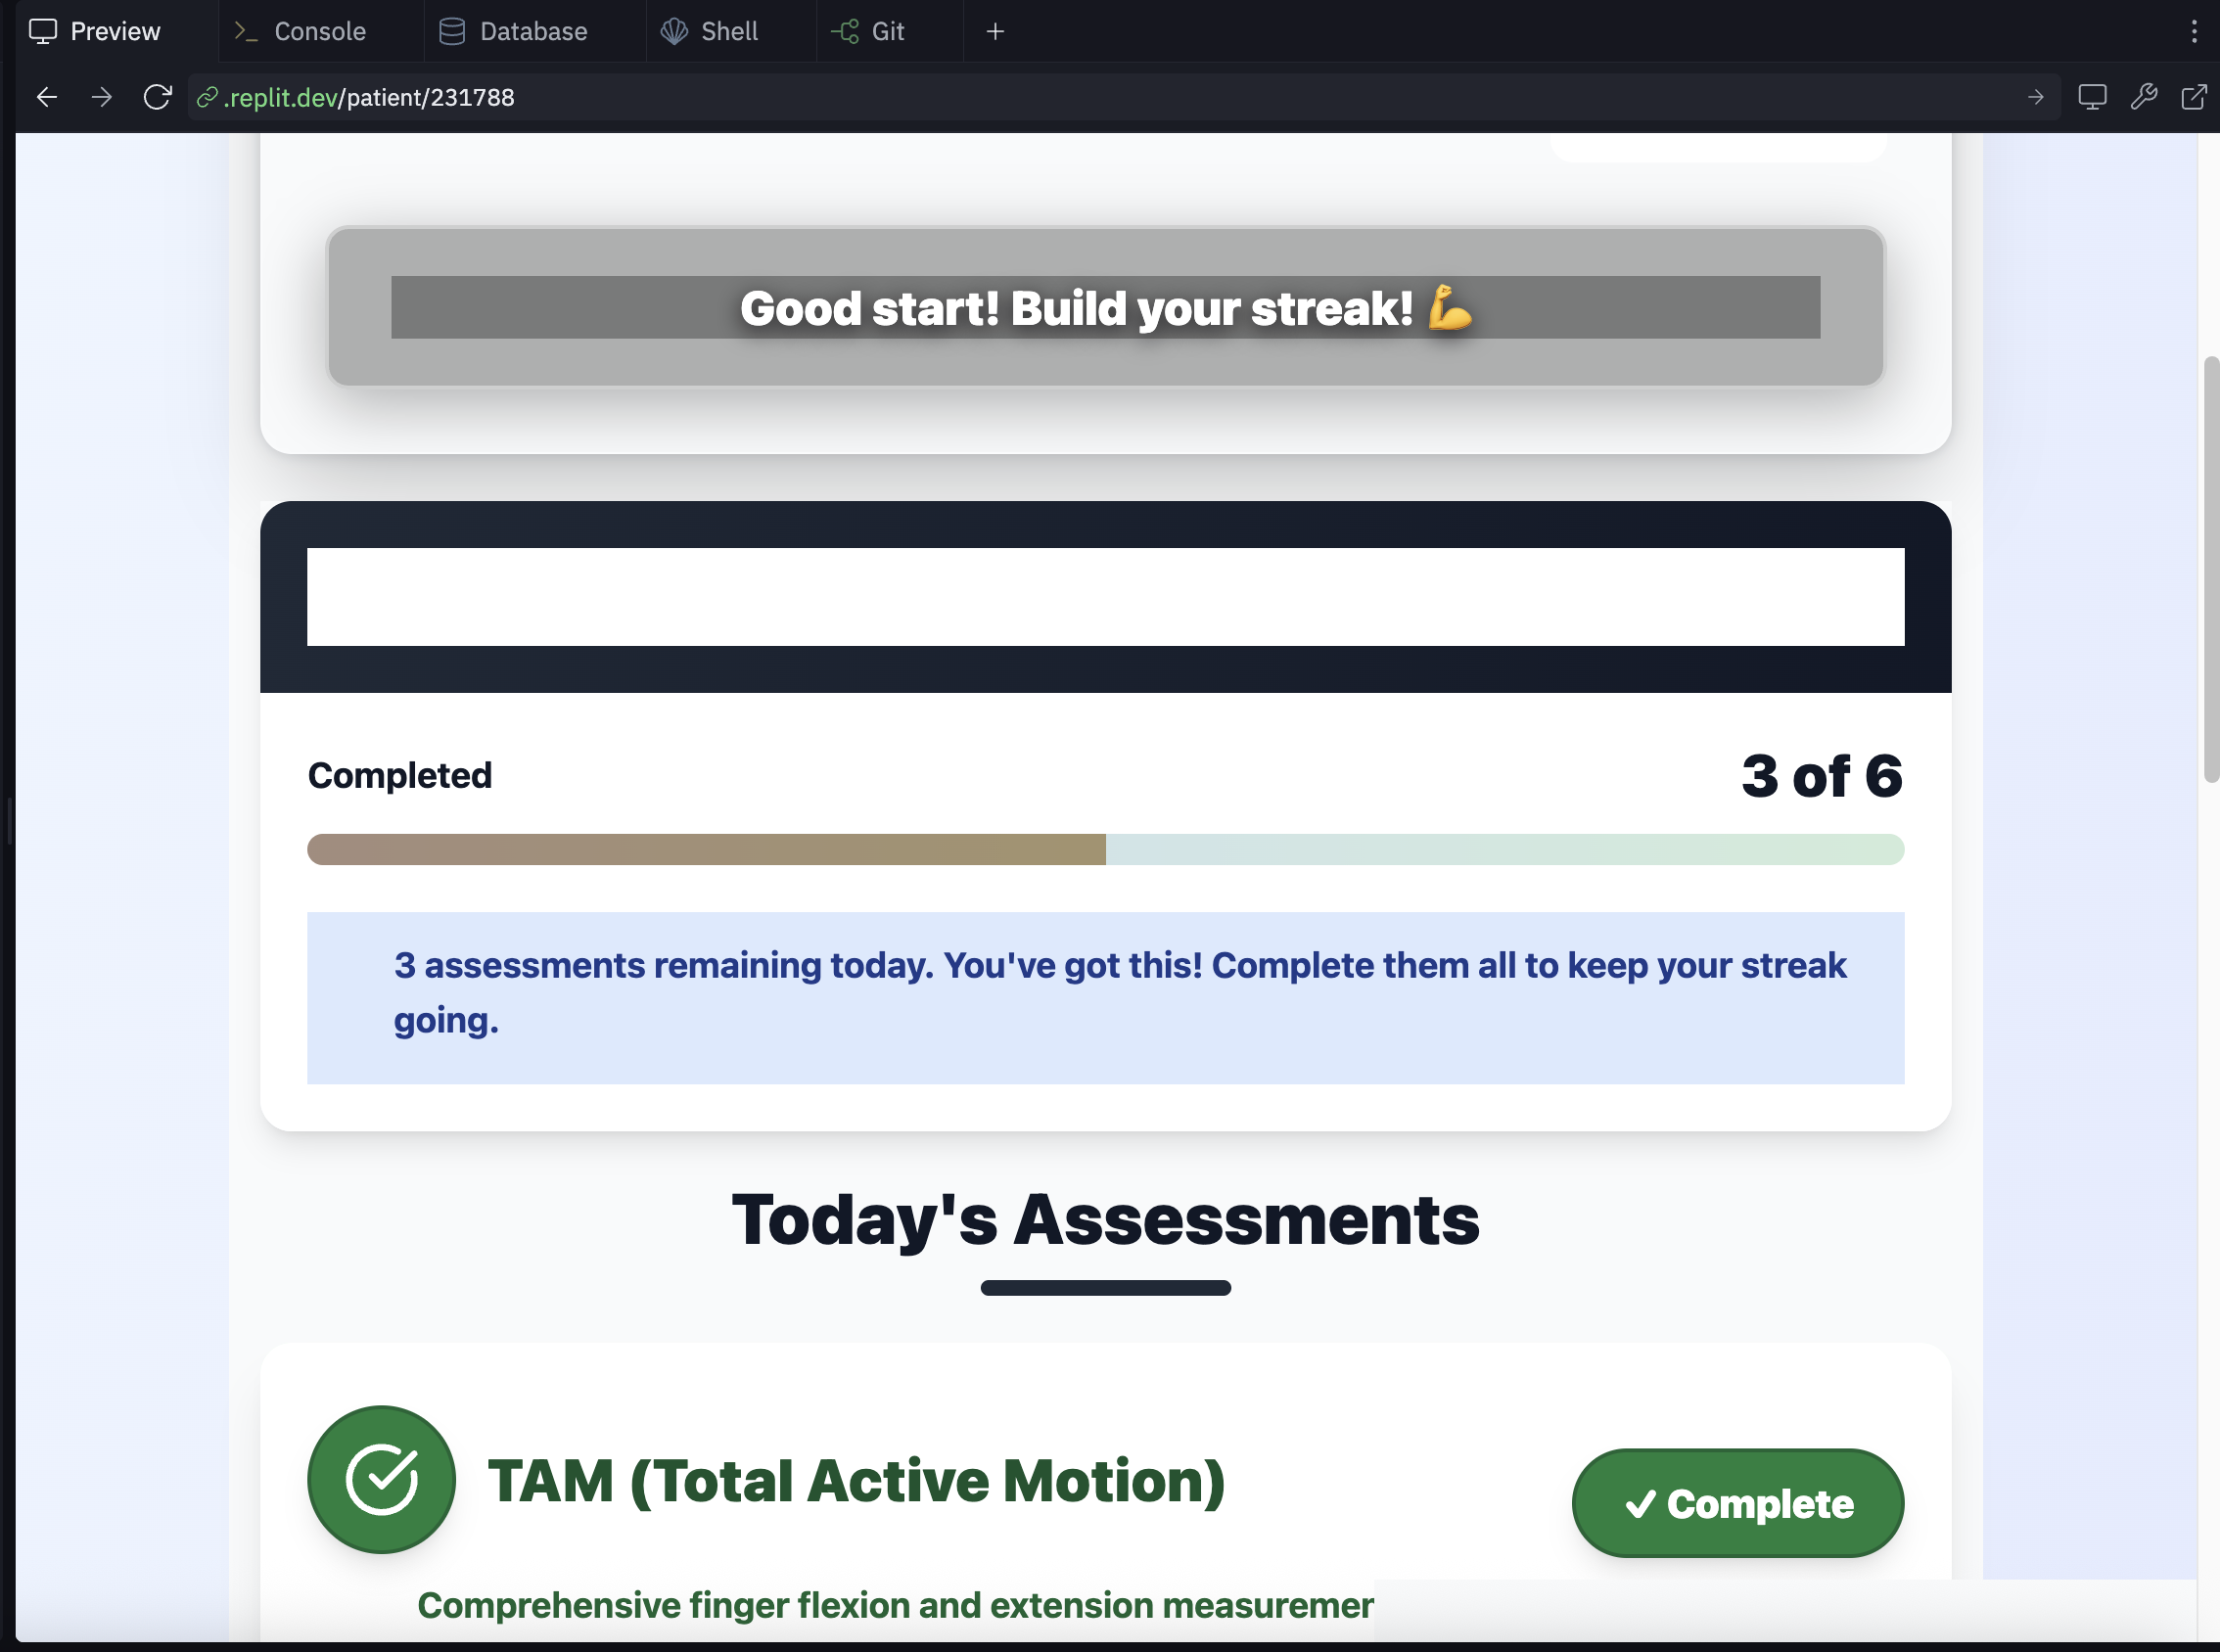 Preview
Console
Database
Shell
Git
.replit.dev/patient/231788
Good start! Build your streak! 💪
Completed
3 of 6
3 assessments remaining today. You've got this! Complete them all to keep your streak
going.
Today's Assessments
TAM (Total Active Motion)
✓ Complete
Comprehensive finger flexion and extension